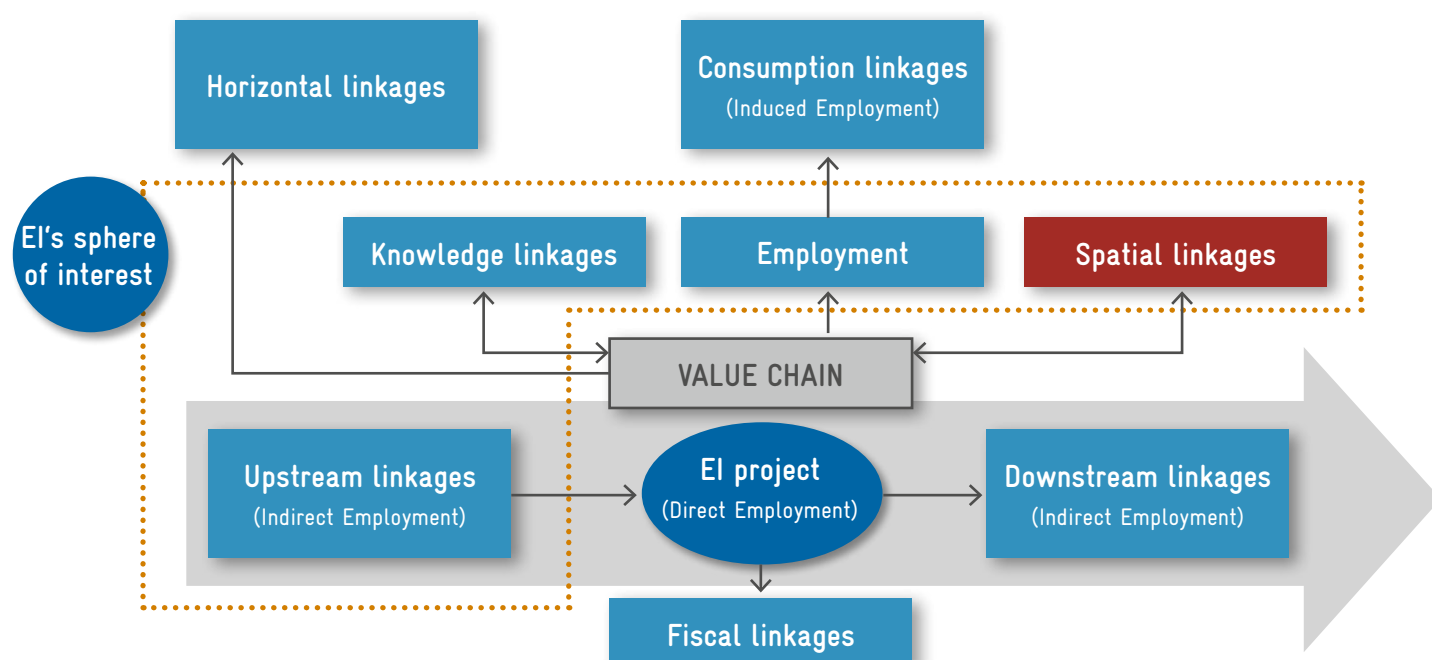 Horizontal linkages
Consumption linkages
(Induced Employment)
EI‘s sphere
of interest
Knowledge linkages
Employment
Spatial linkages
VALUE CHAIN
Upstream linkages
(Indirect Employment)
EI project
(Direct Employment)
Downstream linkages
(Indirect Employment)
Fiscal linkages